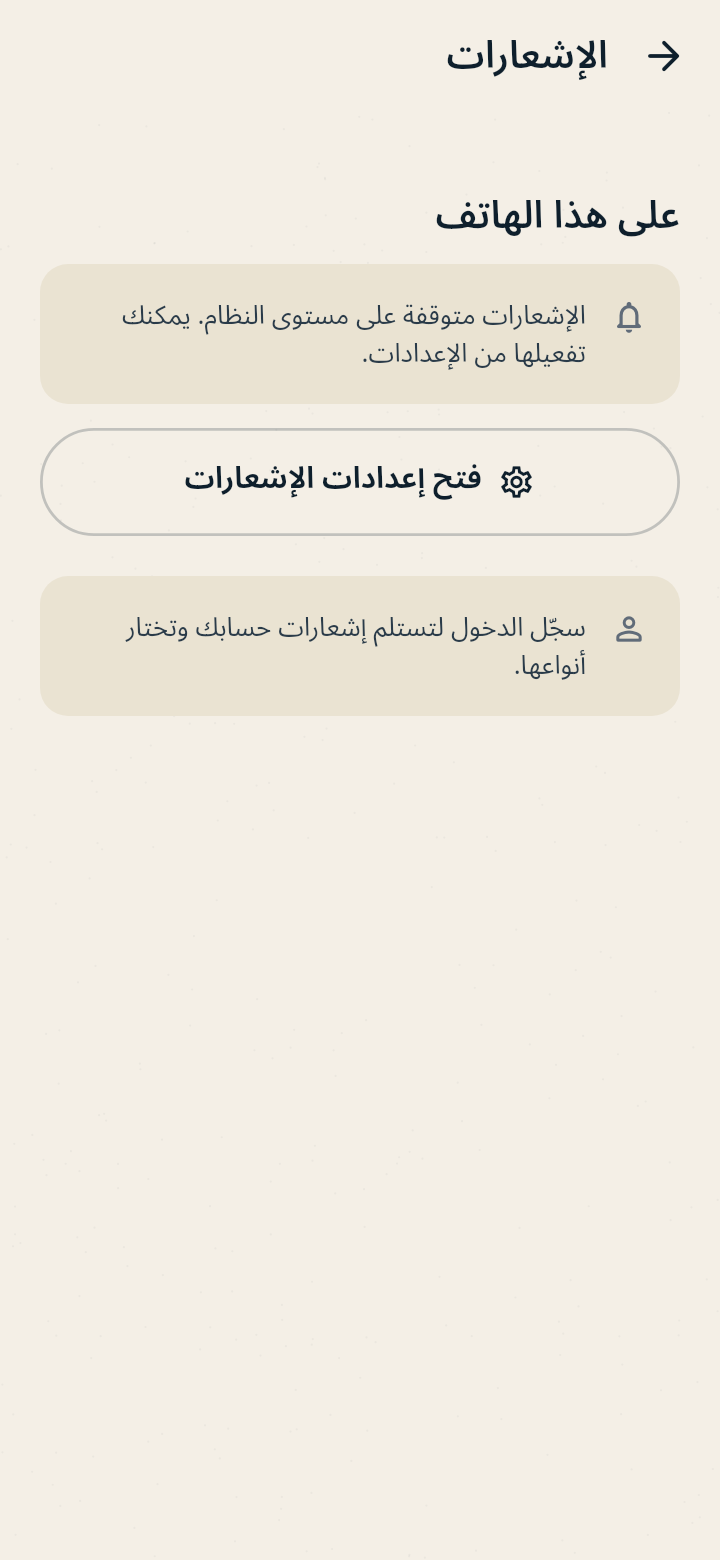 الإشعارات
على هذا الهاتف
الإشعارات متوقفة على مستوى النظام. يمكنك
تفعيلها من الإعدادات.
فتح إعدادات الإشعارات
سجّل الدخول لتستلم إشعارات حسابك وتختار
أنواعها.